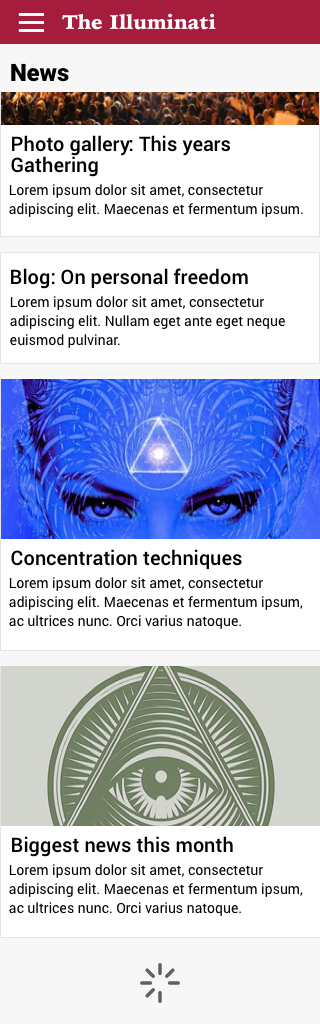 The Illuminati
News
Photo gallery: This years
Gathering
Lorem ipsum dolor sit amet, consectetur
adipiscing elit. Maecenas et fermentum ipsum.
Blog: On personal freedom
Lorem ipsum dolor sit amet, consectetur
adipiscing elit. Nullam eget ante eget neque
euismod pulvinar.
Concentration techniques
Lorem ipsum dolor sit amet, consectetur
adipiscing elit. Maecenas et fermentum ipsum,
ac ultrices nunc. Orci varius natoque.
Biggest news this month
Lorem ipsum dolor sit amet, consectetur
adipiscing elit. Maecenas et fermentum ipsum,
ac ultrices nunc. Orci varius natoque.